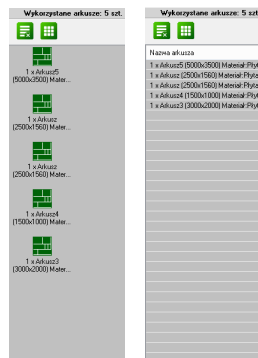 Wykorzystane arkusze: 5 szt.
1 x Arkusz5
(5000x3500) Mater...
1 x Arkusz
(2500x1560) Mater...
1 x Arkusz
(2500x1560) Mater...
1 x Arkusz4
(1500x1000) Mater...
1 x Arkusz3
(3000x2000) Mater...
Wykorzystane arkusze: 5 szt
Nazwa arkusza
1 x Arkusz5 (5000x3500) Materiał: Płyt
1 x Arkusz (2500x1560) Materiał: Płyta
1 x Arkusz (2500x1560) Materiał: Płyta
1 x Arkusz4 (1500x1000) Materiał: Płyt
1 x Arkusz3 (3000x2000) Materiał: Płyt